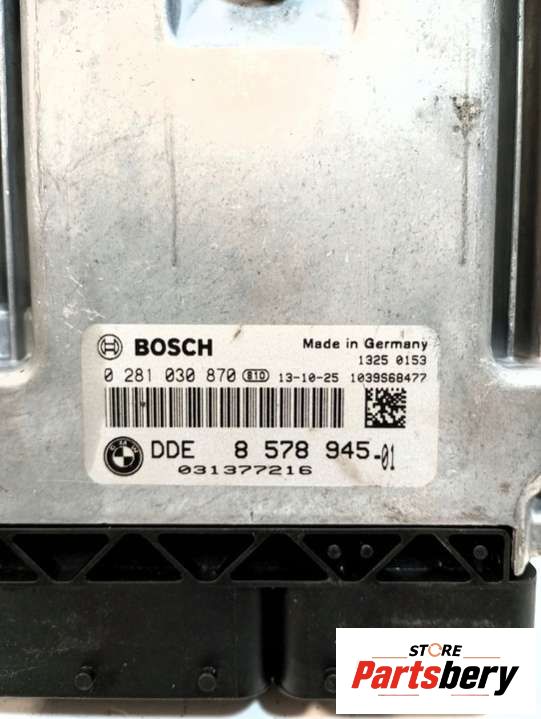 BOSCH Made in Germany
1325 0153
0 281 030 870 810 13-10-25 1039S68477
DDE 8 578 945-01
031377216
STORE
Partsbery